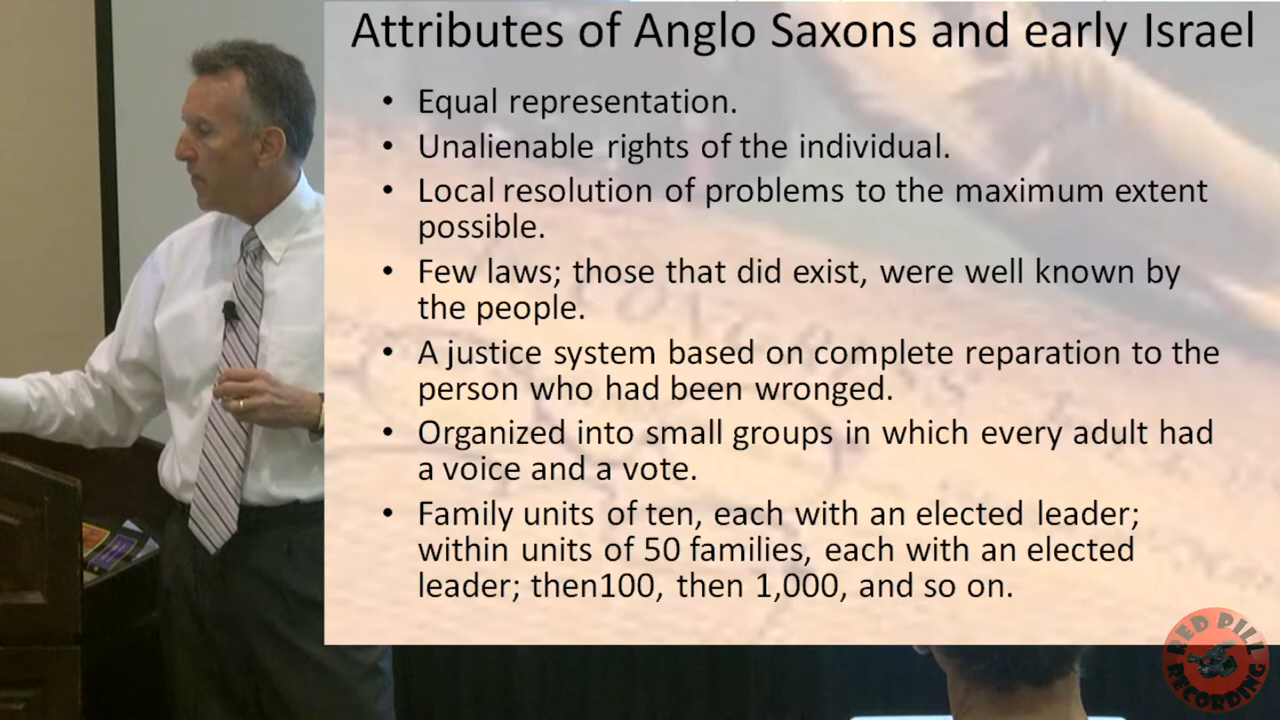 Attributes of Anglo Saxons and early Israel
• Equal representation.
• Unalienable rights of the individual.
• Local resolution of problems to the maximum extent
possible.
• Few laws; those that did exist, were well known by
the people.
• A justice system based on complete reparation to the
person who had been wronged.
• Organized into small groups in which every adult had
a voice and a vote.
• Family units of ten, each with an elected leader;
within units of 50 families, each with an elected
leader; then100, then 1,000, and so on.
RED PILL
RECORDING